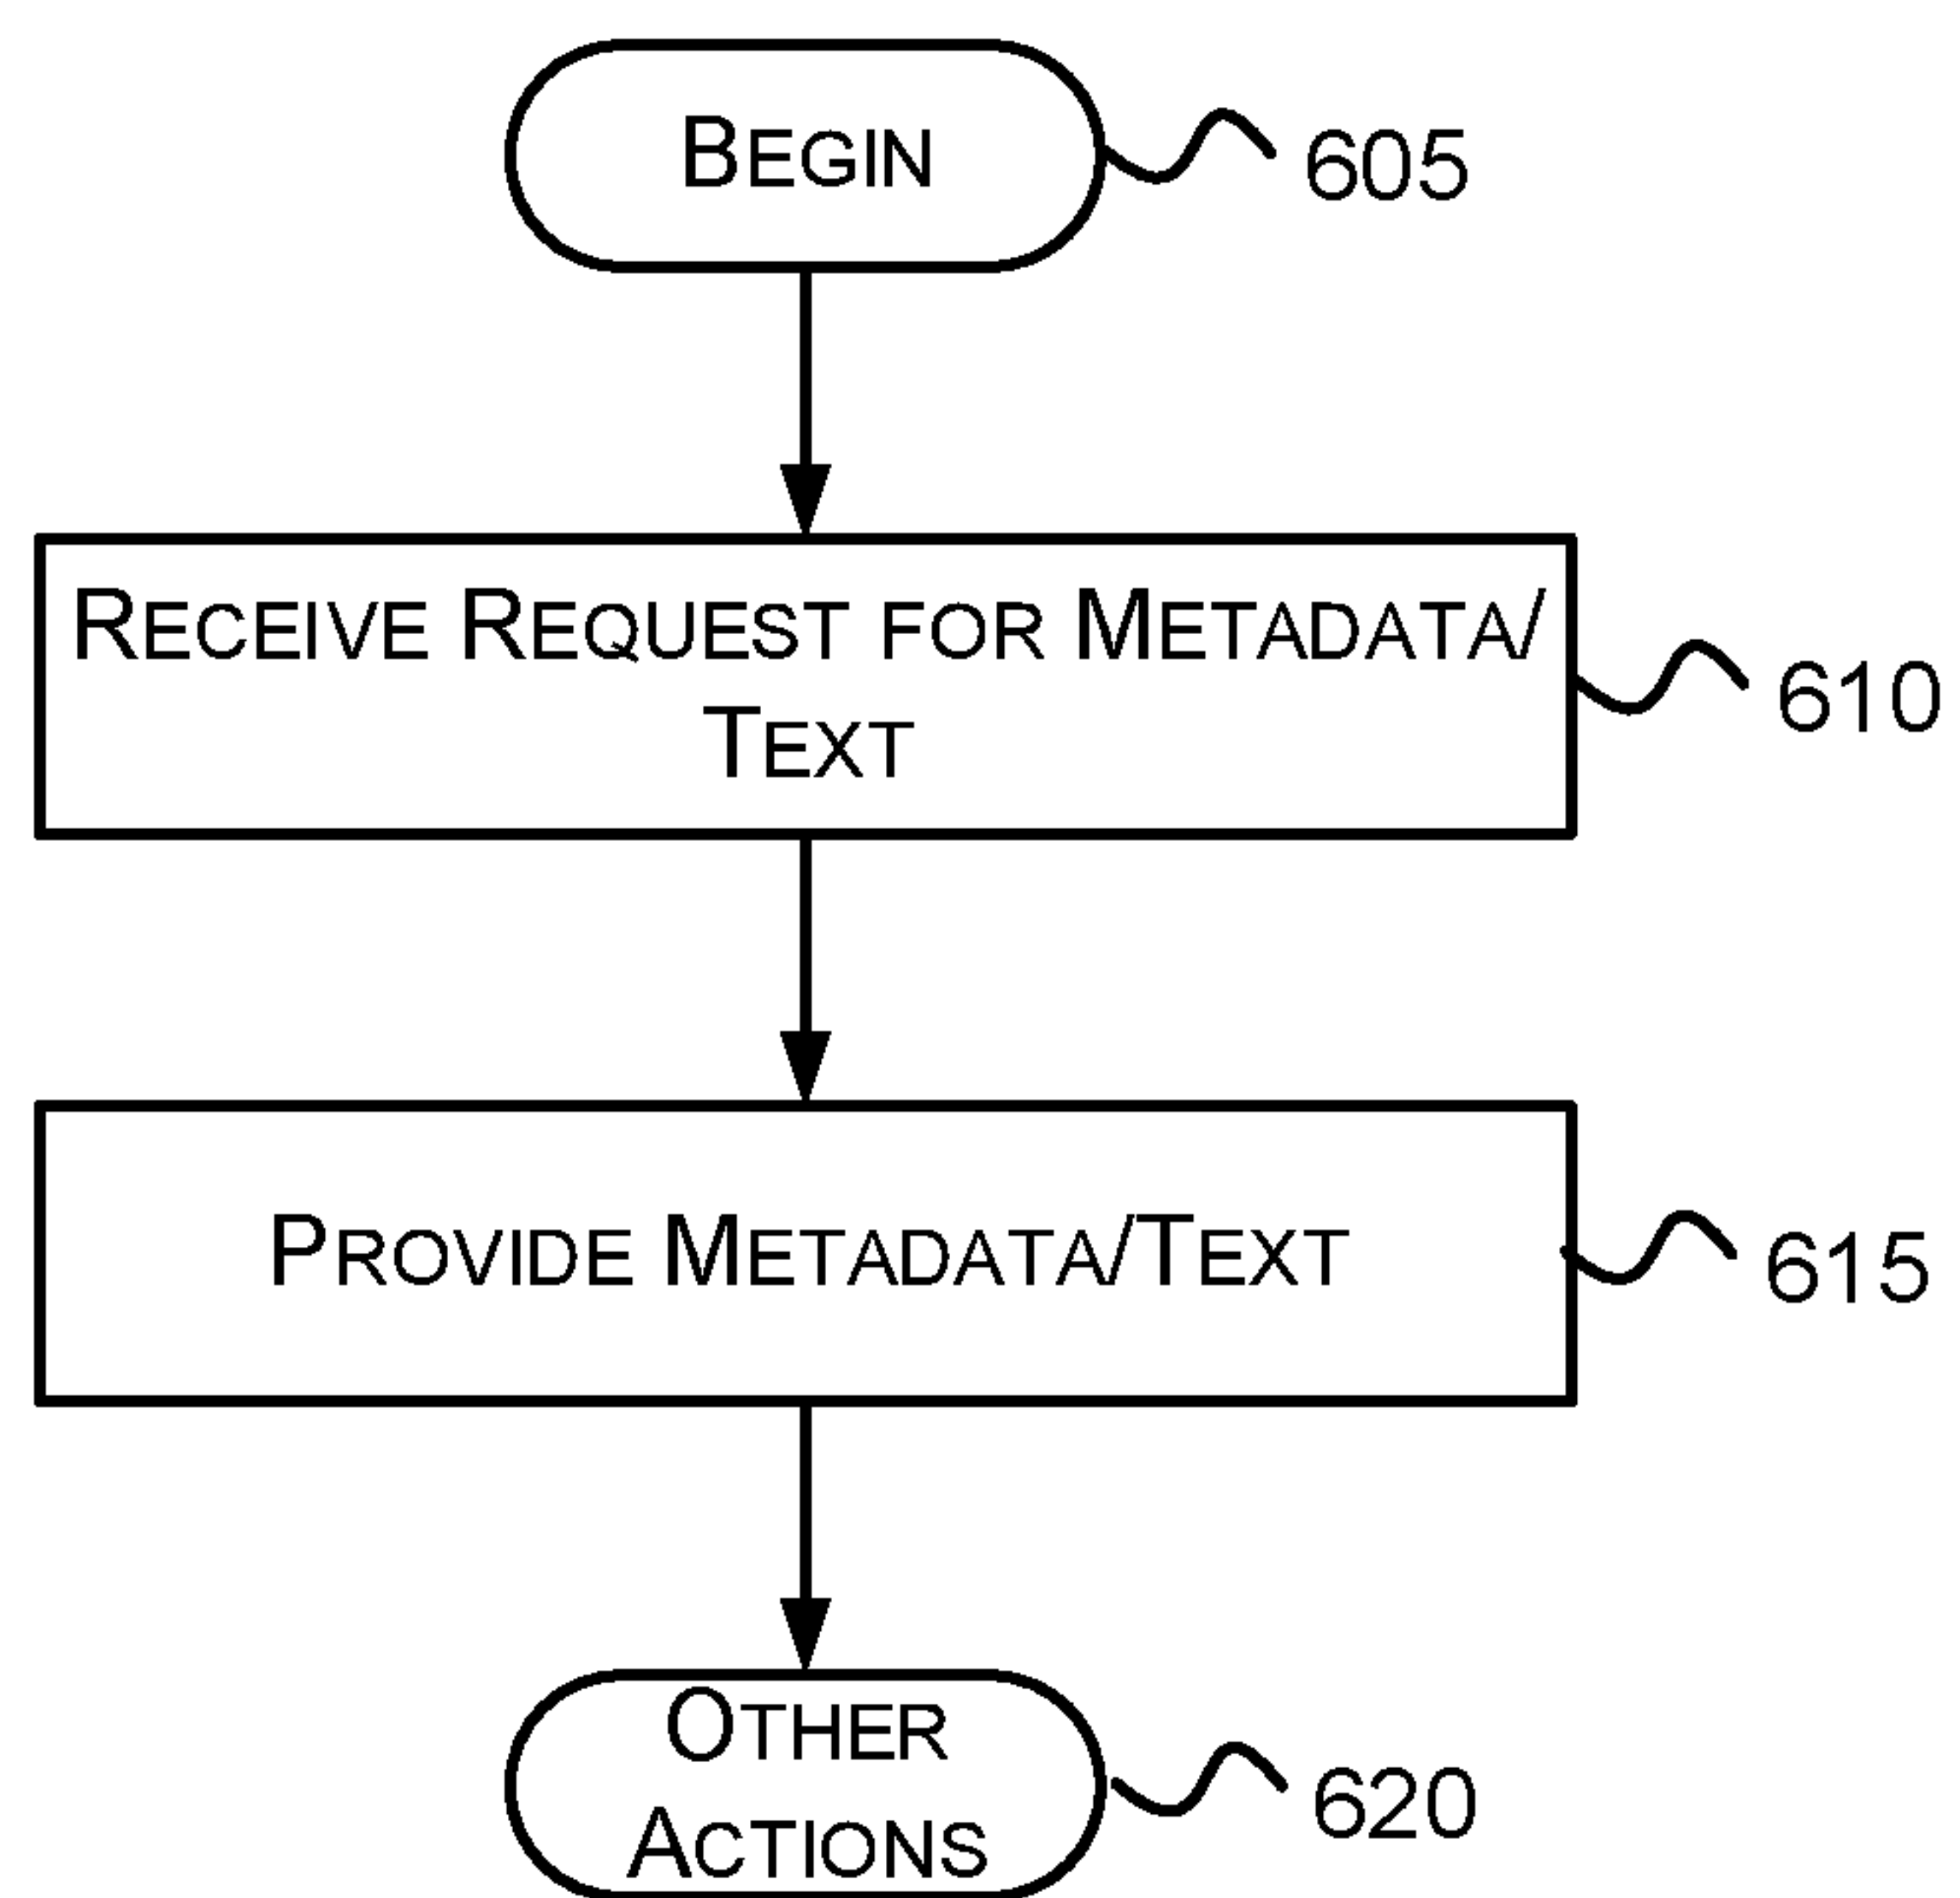 BEGIN
605
RECEIVE REQUEST FOR METADATA/
TEXT
610
PROVIDE METADATA/TEXT
615
OTHER
ACTIONS
620